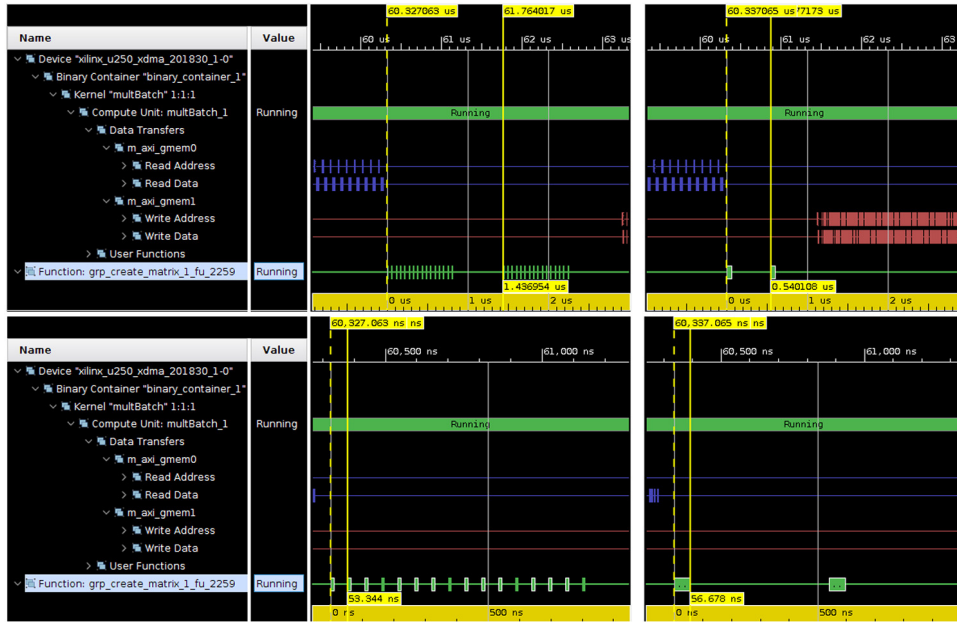 Name Value
Device "xilinx_u250_xdma_201830_1-0"
Binary Container "binary_container_1"
Kernel "multBatch" 1:1:1
Compute Unit: multBatch_1 Running
Data Transfers
m_axi_gmem0
Read Address
Read Data
m_axi_gmem1
Write Address
Write Data
User Functions
Function: grp_create_matrix_1_fu_2259 Running
60.327063 us 61.764017 us
60 us 61 us 62 us 63 us
Running
1.436954 us
0 us 1 us 2 us
60.337065 us 7173 us
60 us 61 us 62 us 63
Running
0.540108 us
0 us 1 us 2 us
Name Value
Device "xilinx_u250_xdma_201830_1-0"
Binary Container "binary_container_1"
Kernel "multBatch" 1:1:1
Compute Unit: multBatch_1 Running
Data Transfers
m_axi_gmem0
Read Address
Read Data
m_axi_gmem1
Write Address
Write Data
User Functions
Function: grp_create_matrix_1_fu_2259 Running
60,327.063 ns ns
60,500 ns 61,000 ns
Running
53.344 ns
0 ns 500 ns
60,337.065 ns ns
60,500 ns 61,000 ns
Running
.. ..
56.678 ns
0 ns 500 ns